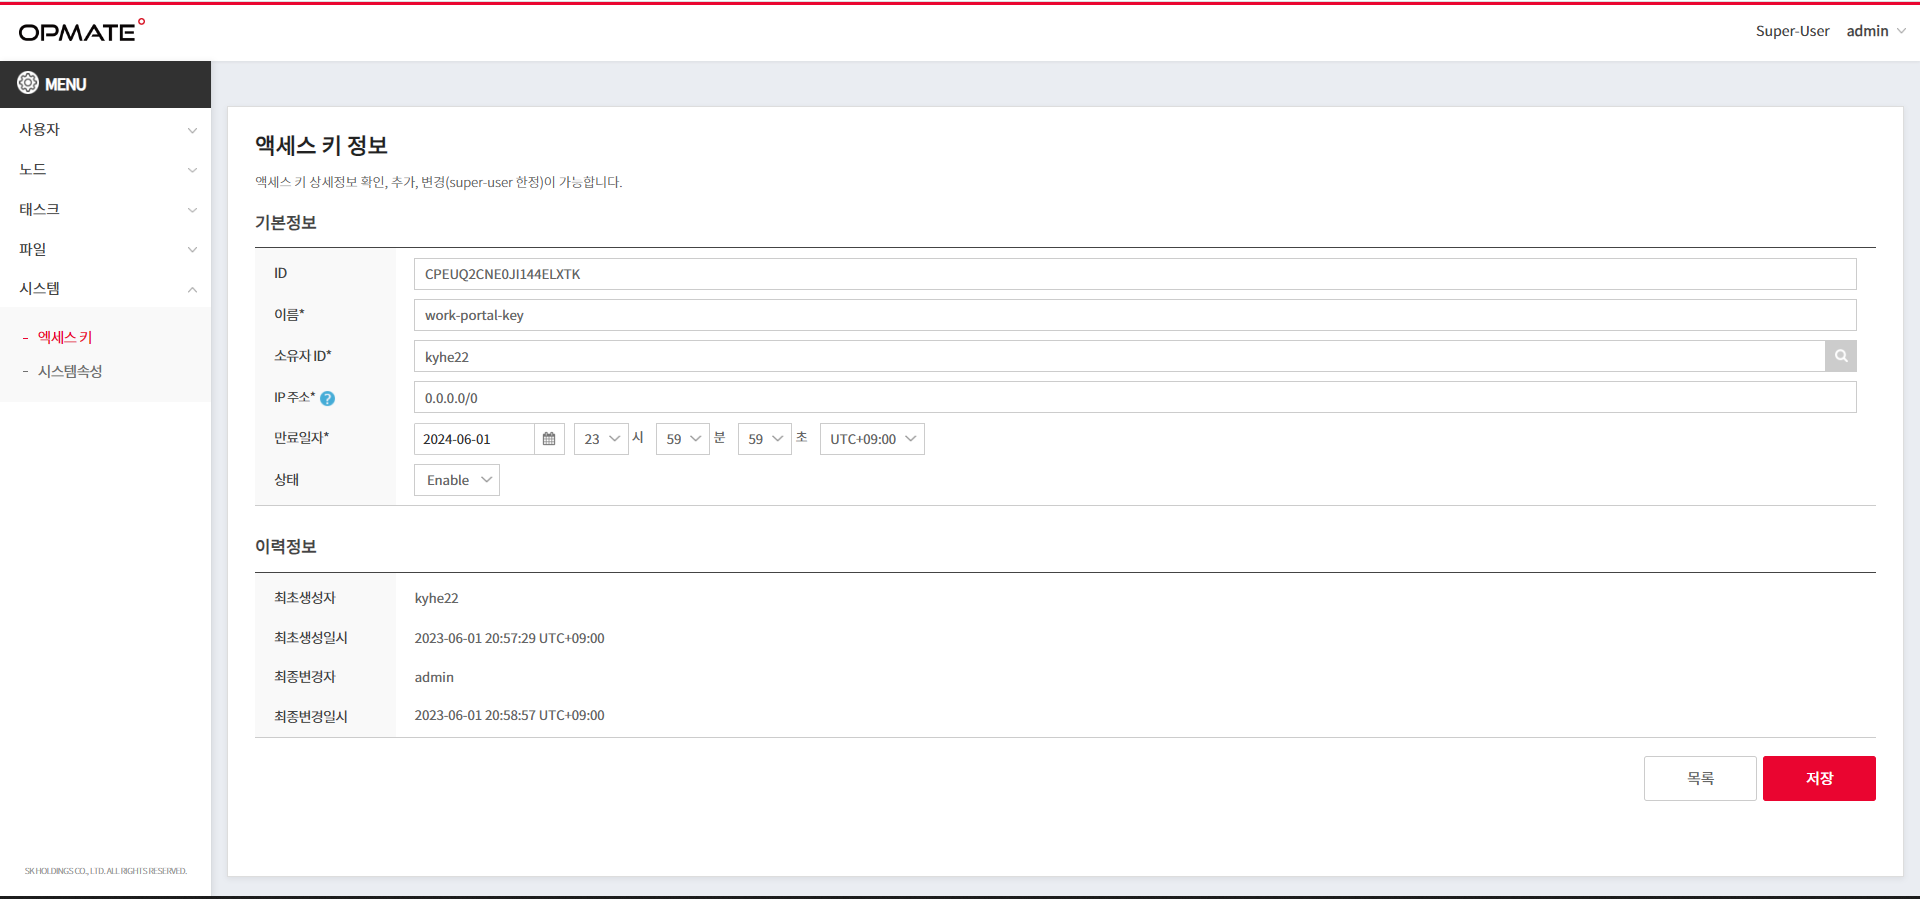 OPMATE
Super-User admin
MENU
사용자
노드
태스크
파일
시스템
- 액세스 키
- 시스템속성
SK HOLDINGS CO., LTD. ALL RIGHTS RESERVED.
액세스 키 정보
액세스 키 상세정보 확인, 추가, 변경(super-user 한정)이 가능합니다.
기본정보
ID CPEUQ2CNE0JI144ELXTK
이름* work-portal-key
소유자 ID* kyhe22
IP 주소* ? 0.0.0.0/0
만료일자* 2024-06-01 23 시 59 분 59 초 UTC+09:00
상태 Enable
이력정보
최초생성자 kyhe22
최초생성일시 2023-06-01 20:57:29 UTC+09:00
최종변경자 admin
최종변경일시 2023-06-01 20:58:57 UTC+09:00
목록 저장